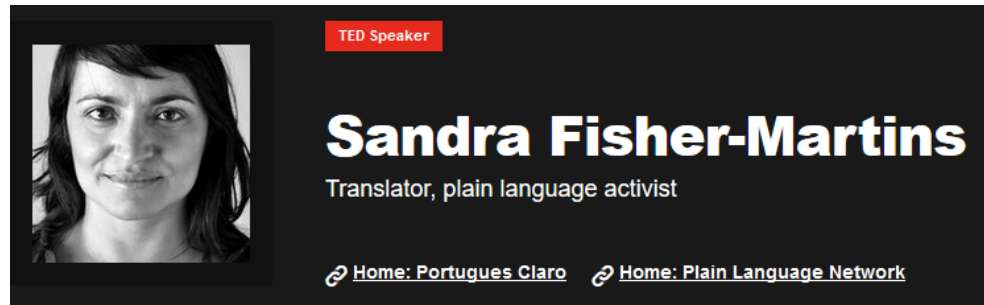 TED Speaker
Sandra Fisher-Martins
Translator, plain language activist
Home: Portugues Claro Home: Plain Language Network